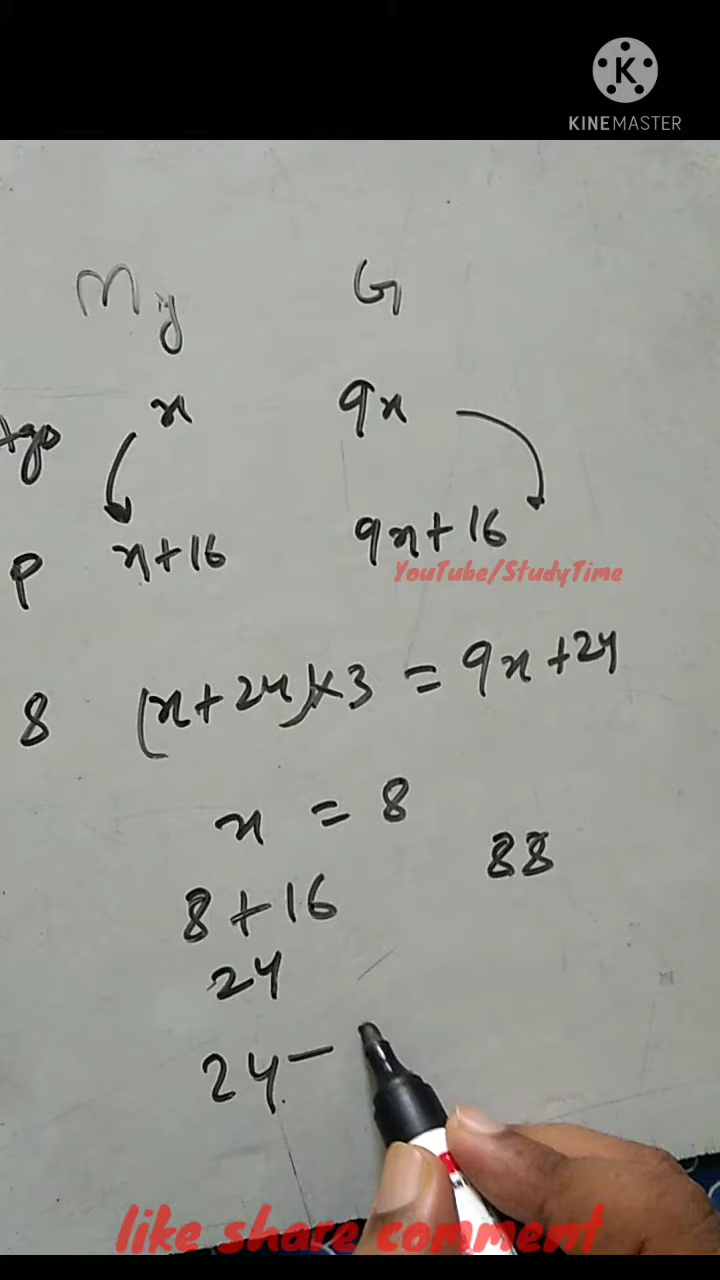 KINEMASTER
My G
Ago x 9x
P x+16 9x+16
YouTube/StudyTime
8 (x+24)×3 = 9x+24
x = 8
88
8+16
24
24-
like share comment